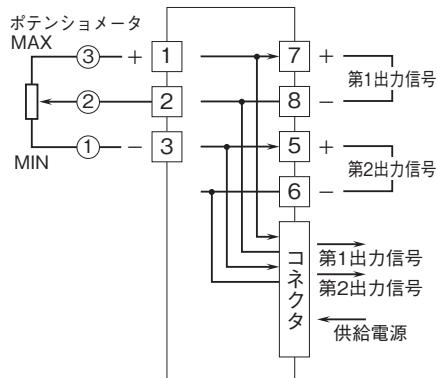 ポテンショメータ
MAX
3 + 1
2 2
1 − 3
MIN
7 +
第1出力信号
8 −
5 +
第2出力信号
6 −
コネクタ
第1出力信号
第2出力信号
供給電源